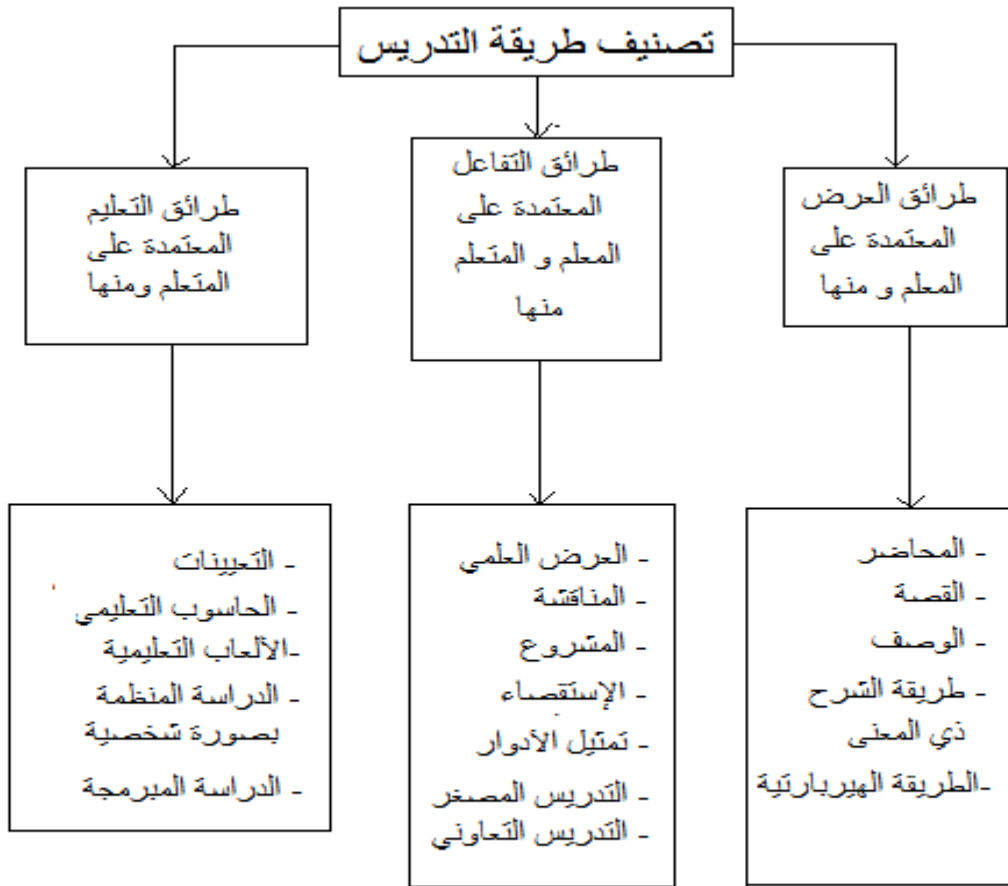 تصنيف طريقة التدريس
طرائق العرض
المعتمدة على
المعلم و منها
طرائق التفاعل
المعتمدة على
المعلم و المتعلم
منها
طرائق التعليم
المعتمدة على
المتعلم ومنها
- المحاضر
- القصة
- الوصف
- طريقة الشرح
ذي المعنى
-الطريقة الهيربارتية
- العرض العلمي
- المناقشة
- المشروع
- الإستقصاء
- تمثيل الأدوار
- التدريس المصغر
- التدريس التعاوني
- التعيينات
- الحاسوب التعليمي
-الألعاب التعليمية
- الدراسة المنظمة
بصورة شخصية
- الدراسة المبرمجة